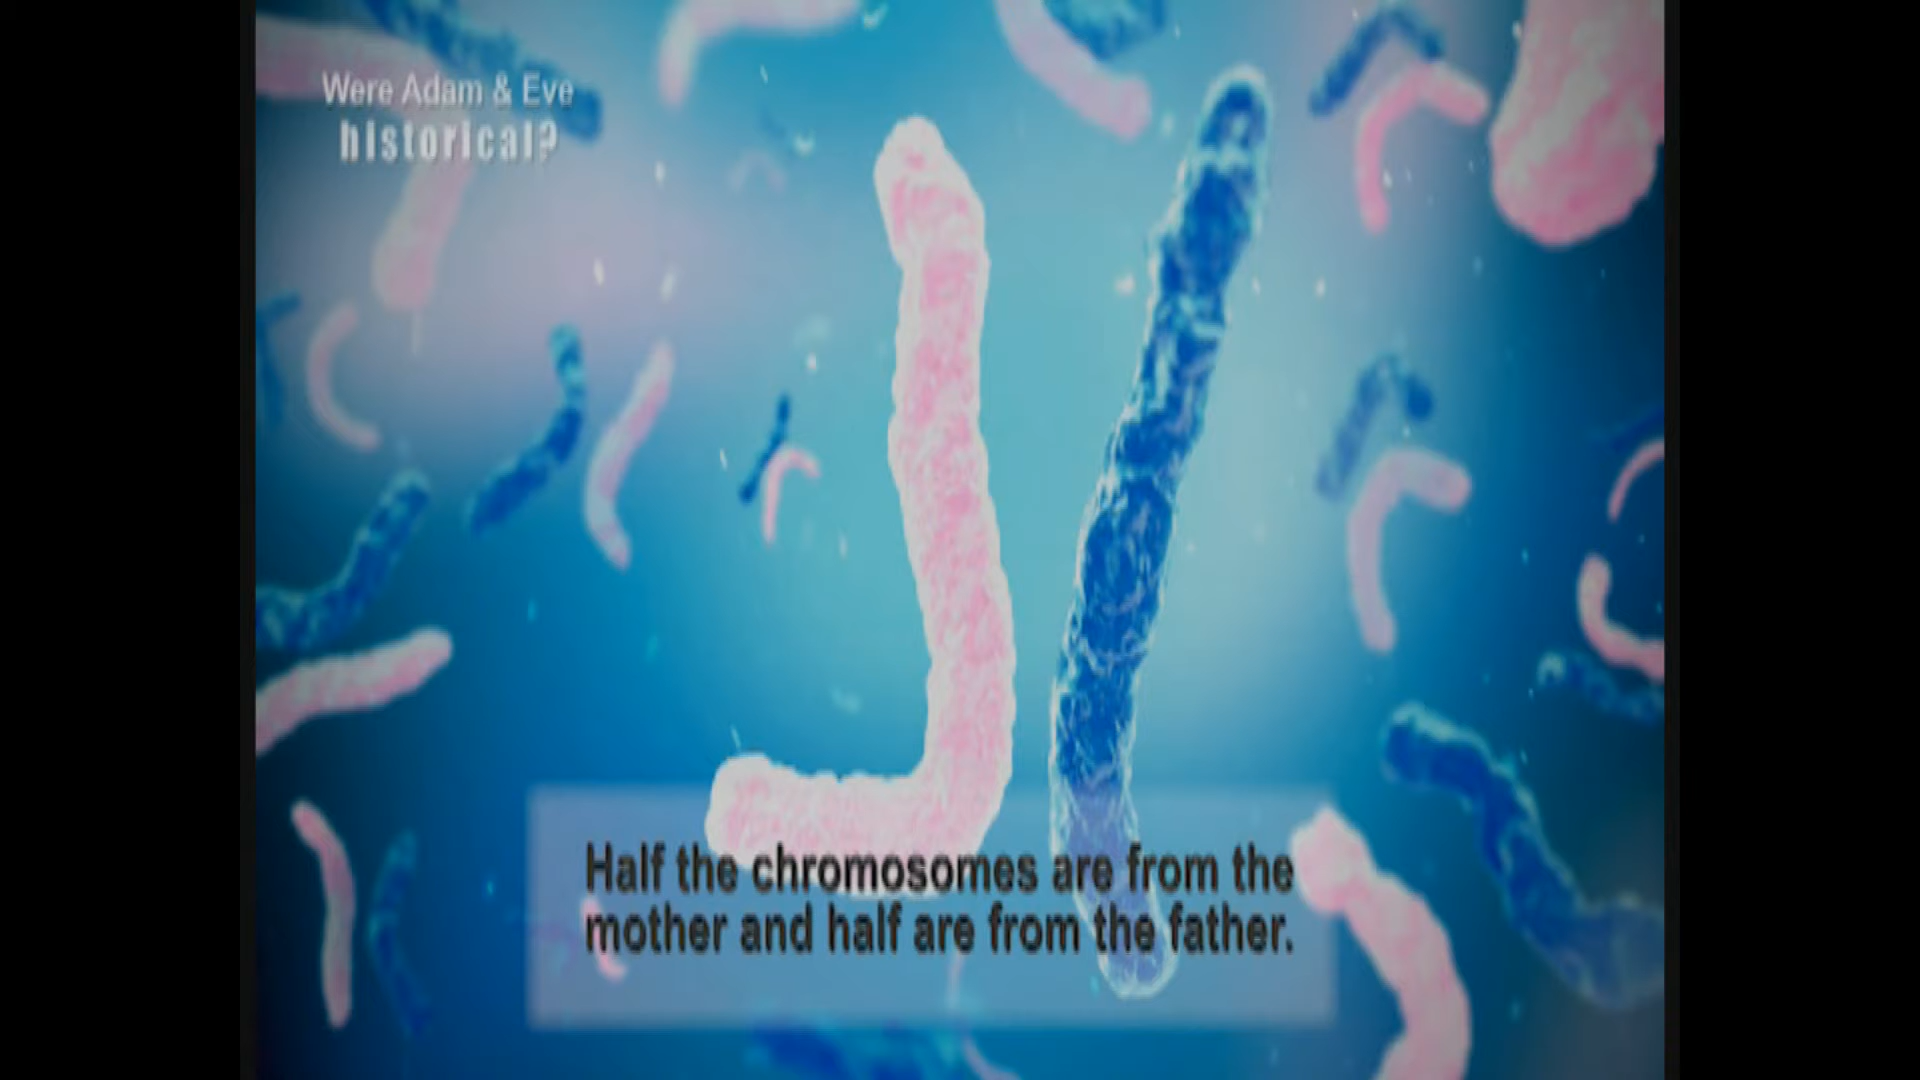 Were Adam & Eve
historical?
Half the chromosomes are from the
mother and half are from the father.